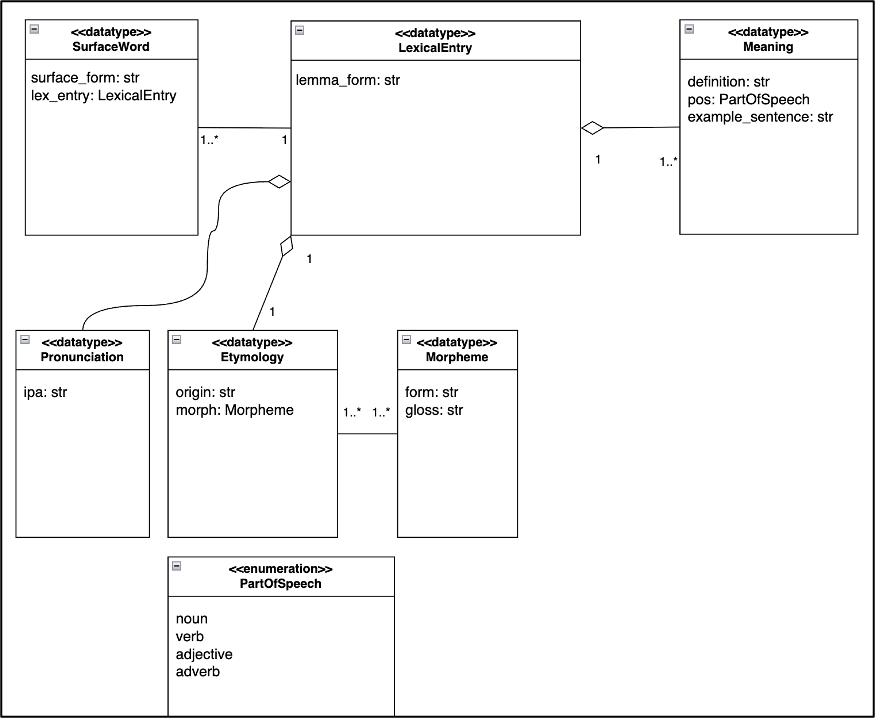 <<datatype>>
SurfaceWord
surface_form: str
lex_entry: LexicalEntry
<<datatype>>
LexicalEntry
lemma_form: str
<<datatype>>
Meaning
definition: str
pos: PartOfSpeech
example_sentence: str
1..*
1
1
1..*
1
1
<<datatype>>
Pronunciation
ipa: str
<<datatype>>
Etymology
origin: str
morph: Morpheme
1..*
1..*
<<datatype>>
Morpheme
form: str
gloss: str
<<enumeration>>
PartOfSpeech
noun
verb
adjective
adverb